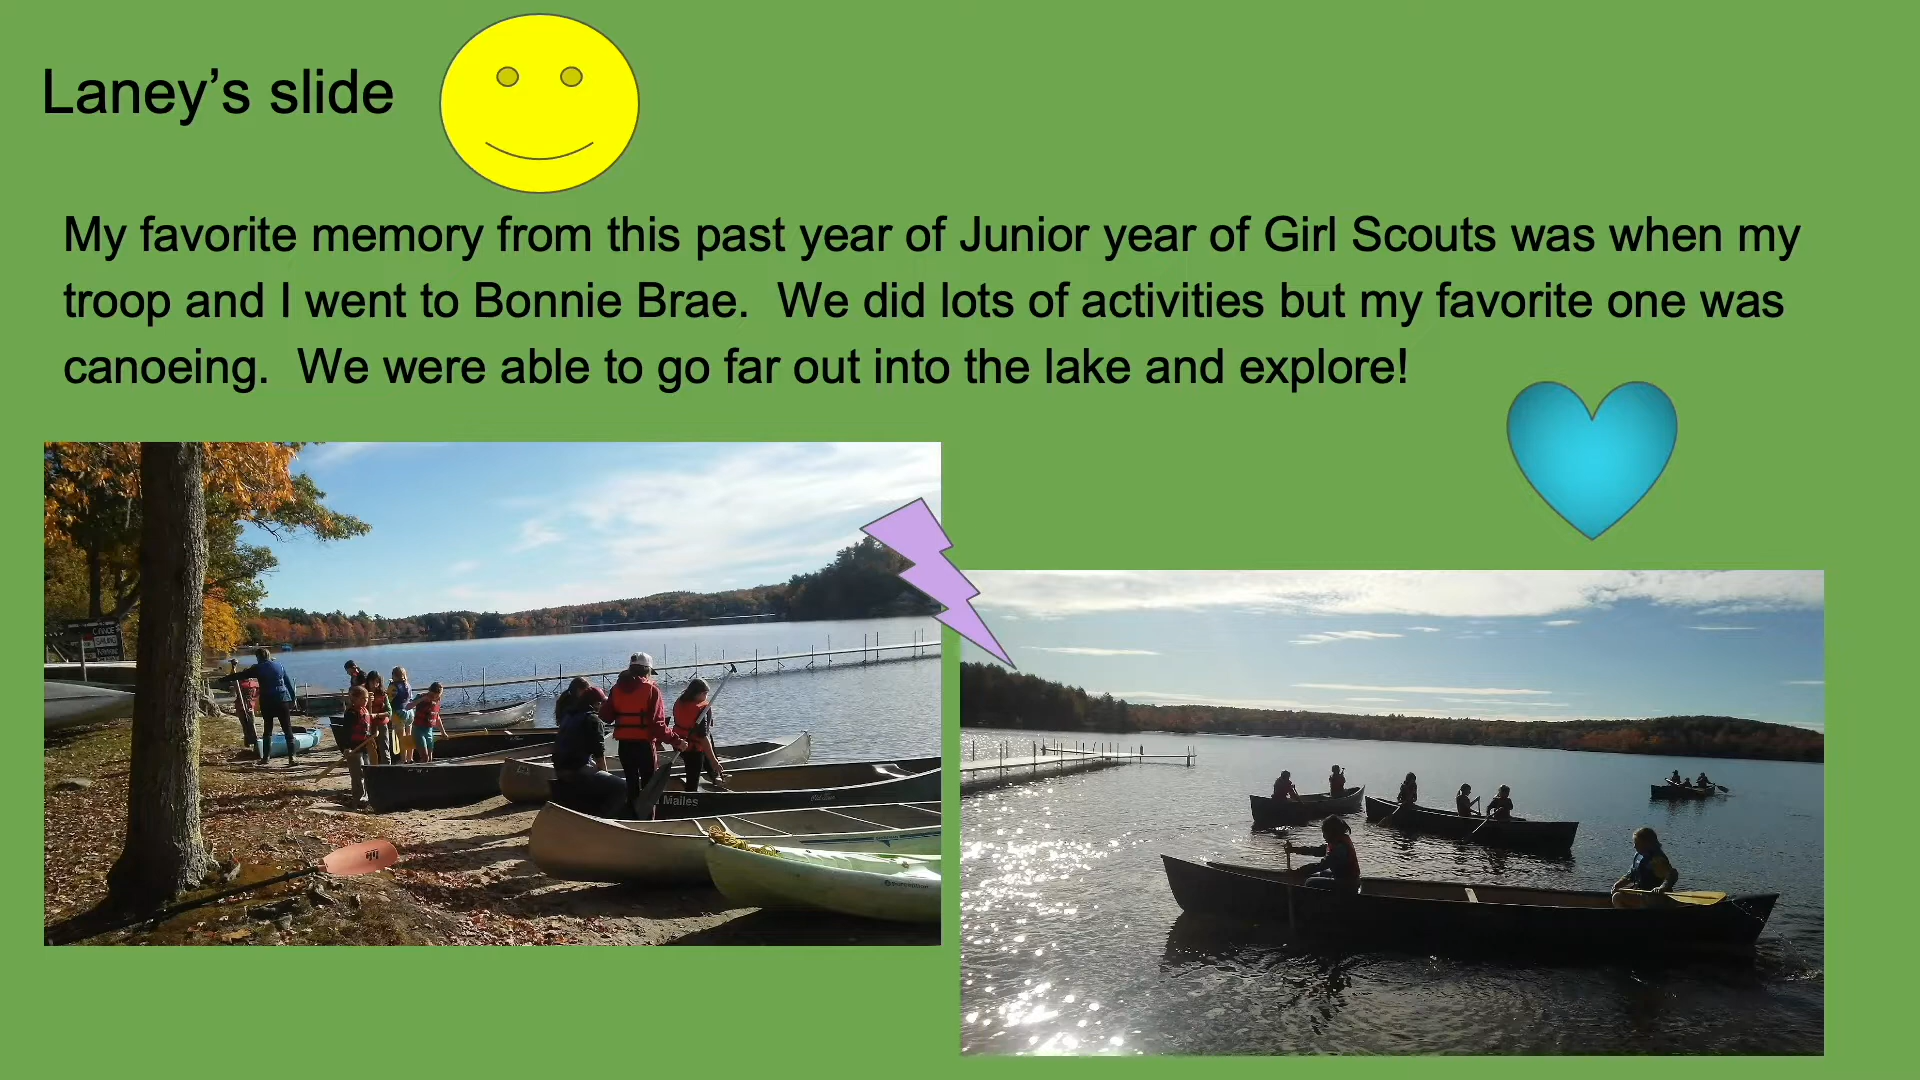 Laney’s slide
My favorite memory from this past year of Junior year of Girl Scouts was when my
troop and I went to Bonnie Brae.  We did lots of activities but my favorite one was
canoeing.  We were able to go far out into the lake and explore!
CANOE
Mailes